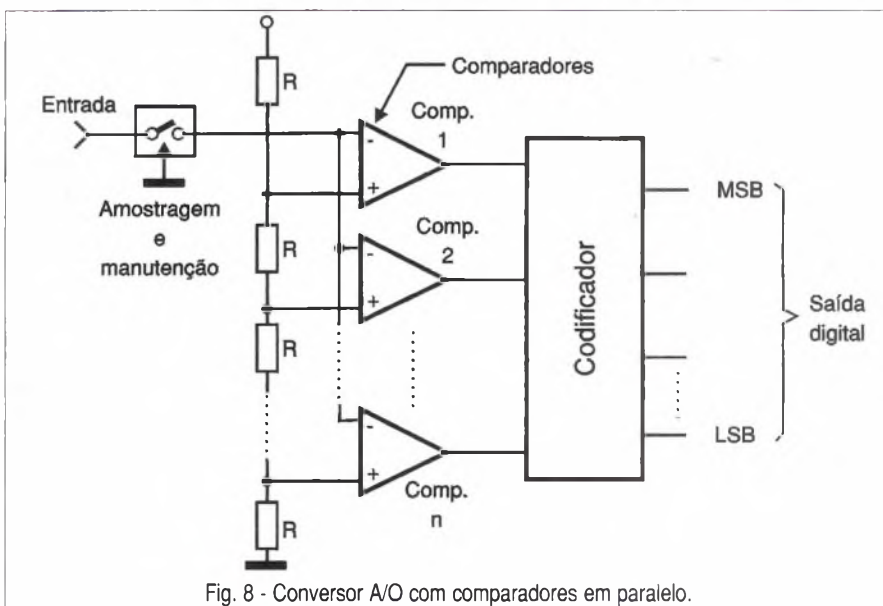 Entrada
Amostragem
e
manutenção
R
R
R
R
Comparadores
Comp.
1
-
+
Comp.
2
-
+
-
+
Comp.
n
Codificador
MSB
LSB
Saída
digital
Fig. 8 - Conversor A/O com comparadores em paralelo.